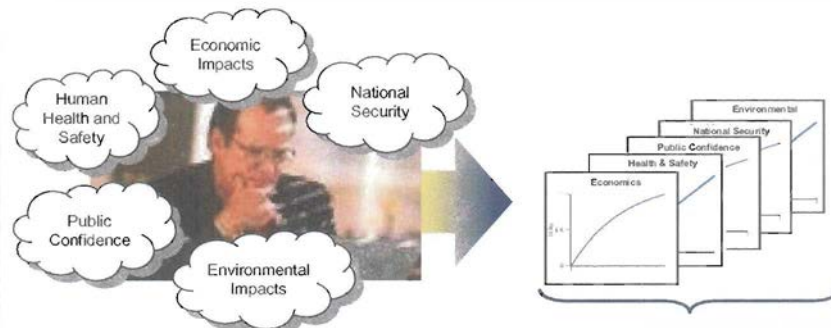 Economic
Impacts
Human
Health and
Safety
National
Security
Public
Confidence
Environmental
Impacts
Environmental
National Security
Public Confidence
Health & Safety
Economics
0